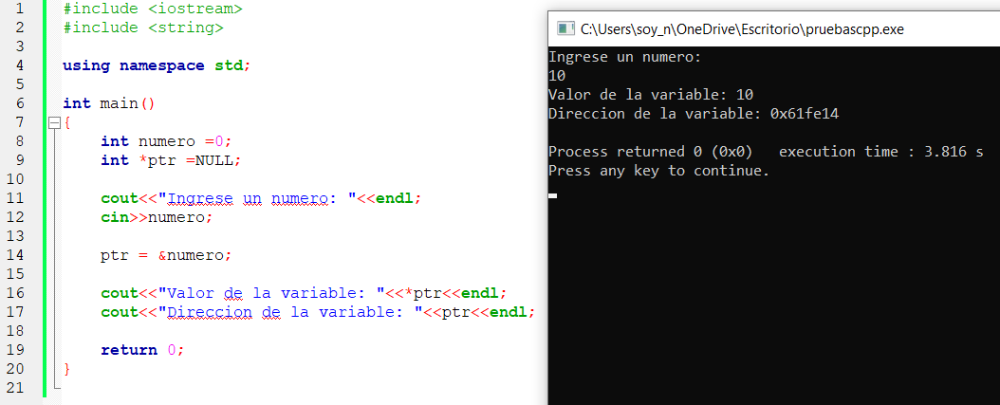 1 #include <iostream>
2 #include <string>
3
4 using namespace std;
5
6 int main()
7 {
8 int numero =0;
9 int *ptr =NULL;
10
11 cout<<"Ingrese un numero: "<<endl;
12 cin>>numero;
13
14 ptr = &numero;
15
16 cout<<"Valor de la variable: "<<*ptr<<endl;
17 cout<<"Direccion de la variable: "<<ptr<<endl;
18
19 return 0;
20 }
21
C:\Users\soy_n\OneDrive\Escritorio\pruebascpp.exe
Ingrese un numero:
10
Valor de la variable: 10
Direccion de la variable: 0x61fe14
Process returned 0 (0x0) execution time : 3.816 s
Press any key to continue.